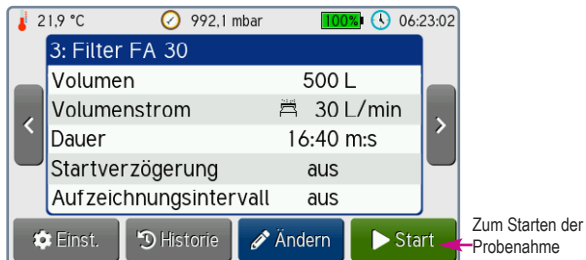 21,9 °C 992,1 mbar 100% 06:23:02
3: Filter FA 30
Volumen 500 L
Volumenstrom 30 L/min
Dauer 16:40 m:s
Startverzögerung aus
Aufzeichnungsintervall aus
Einst. Historie Ändern Start
Zum Starten der
Probenahme